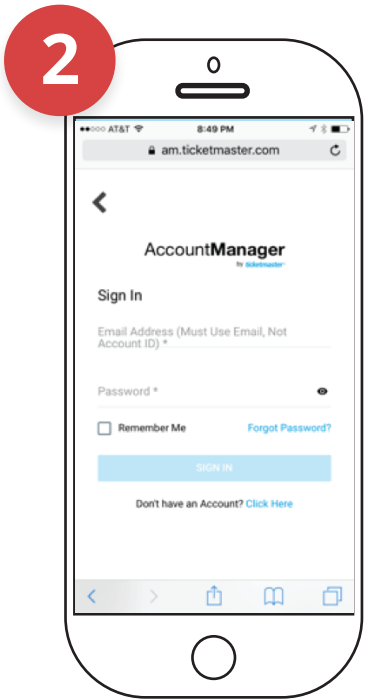 2
AT&T
8:49 PM
am.ticketmaster.com
AccountManager
by ticketmaster
Sign In
Email Address (Must Use Email, Not
Account ID) *
Password *
Remember Me Forgot Password?
SIGN IN
Don't have an Account? Click Here